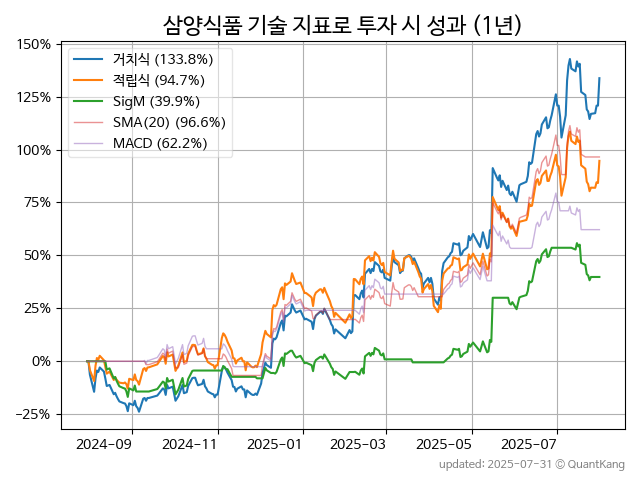 삼양식품 기술 지표로 투자 시 성과 (1년)
거치식 (133.8%)
적립식 (94.7%)
SigM (39.9%)
SMA(20) (96.6%)
MACD (62.2%)
150%
125%
100%
75%
50%
25%
0%
−25%
2024-09 2024-11 2025-01 2025-03 2025-05 2025-07
updated: 2025-07-31 © QuantKang